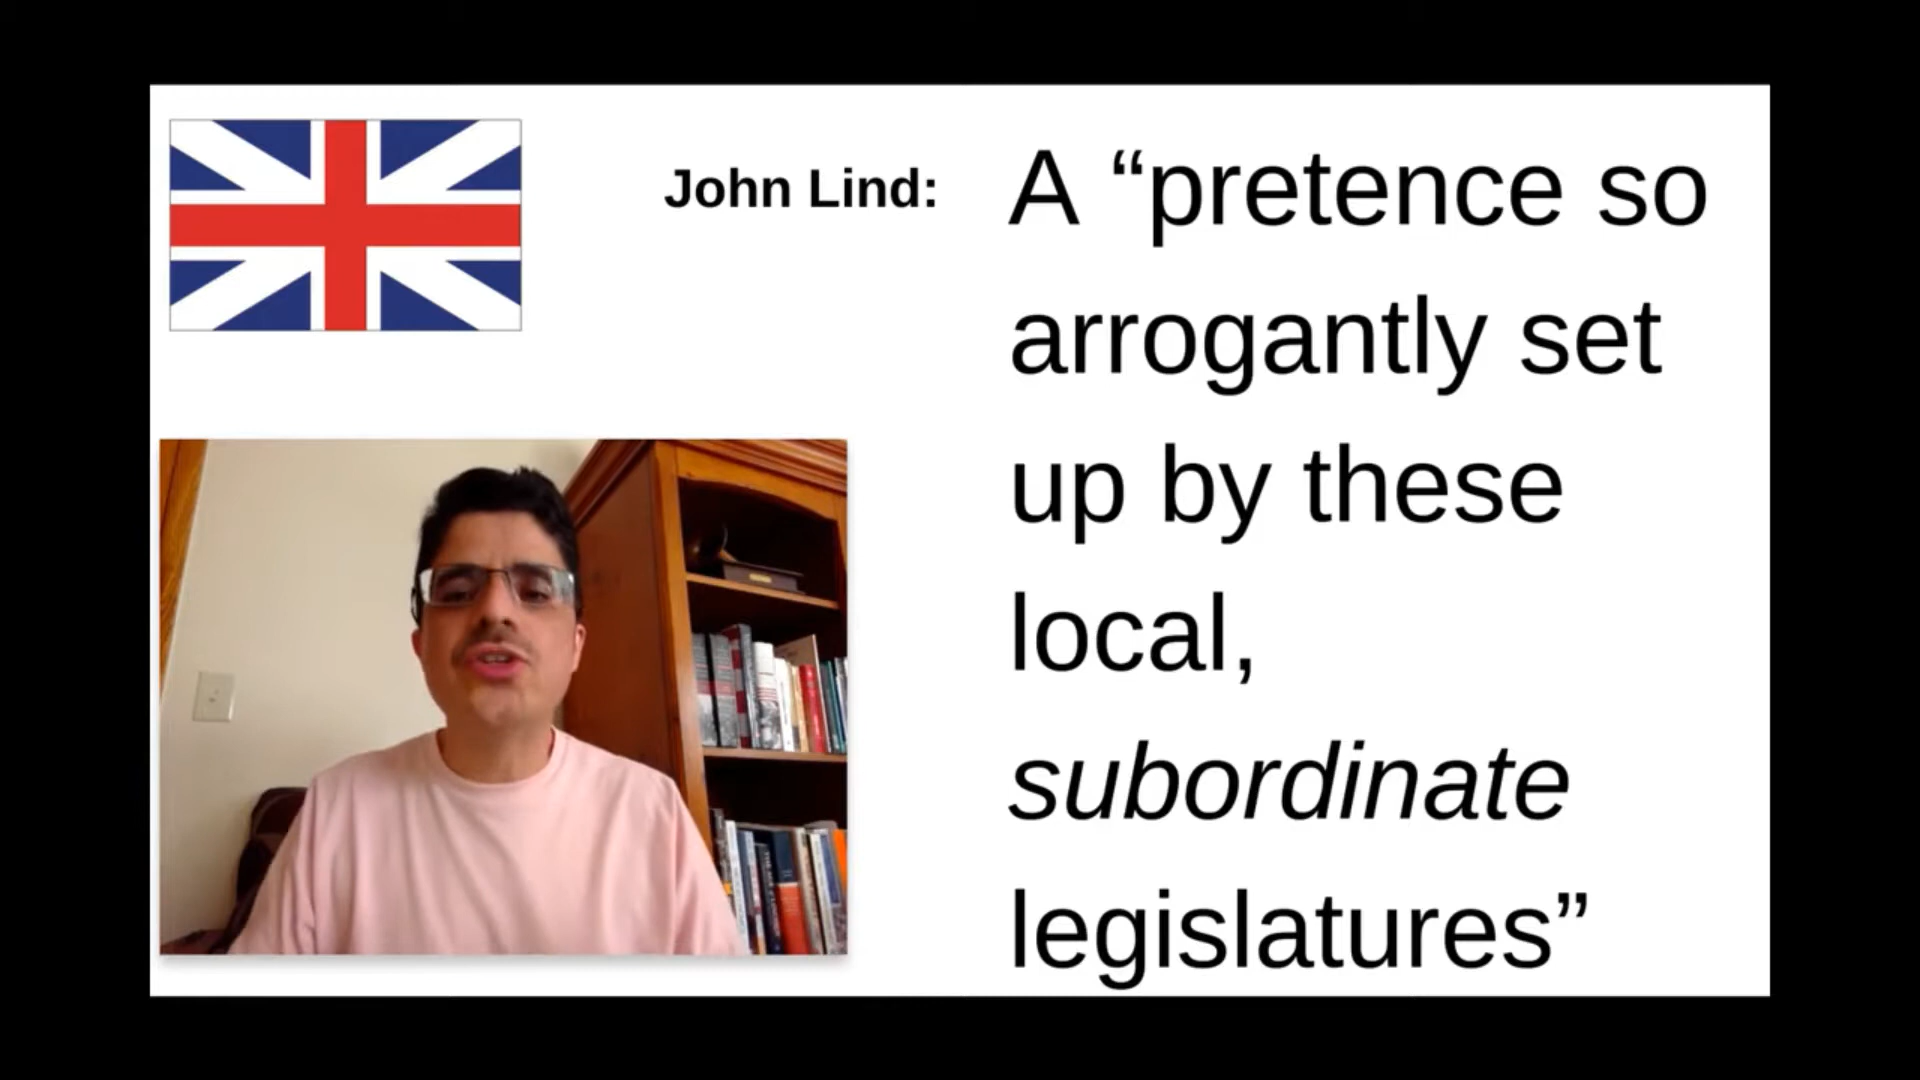 John Lind:
A “pretence so
arrogantly set
up by these
local,
subordinate
legislatures”